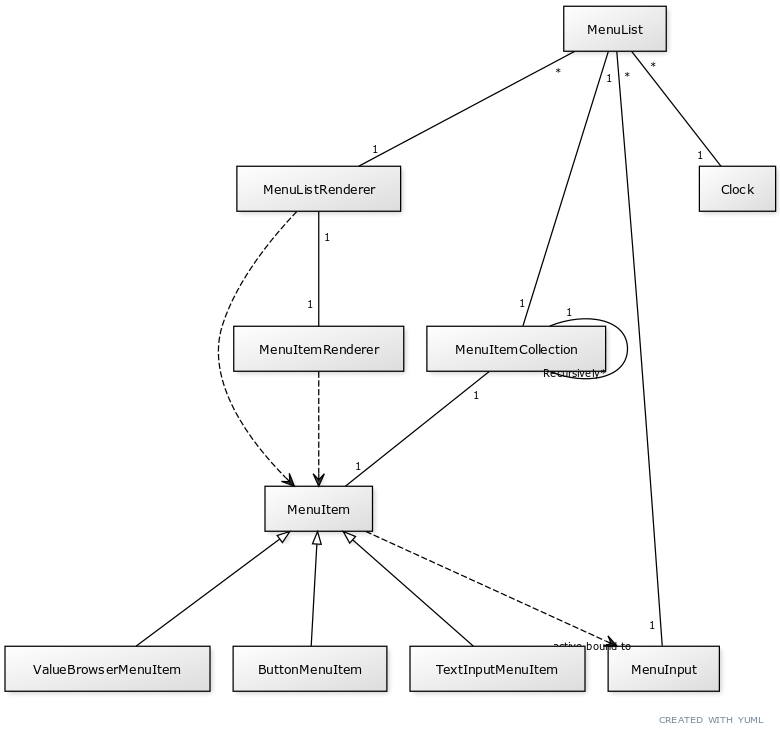 MenuList
* 1 * *
1 1
MenuListRenderer
Clock
1
1 1 1
MenuItemRenderer
MenuItemCollection
Recursively*
1
1
MenuItem
1
active bound to
ValueBrowserMenuItem
ButtonMenuItem
TextInputMenuItem
MenuInput
CREATED WITH YUML